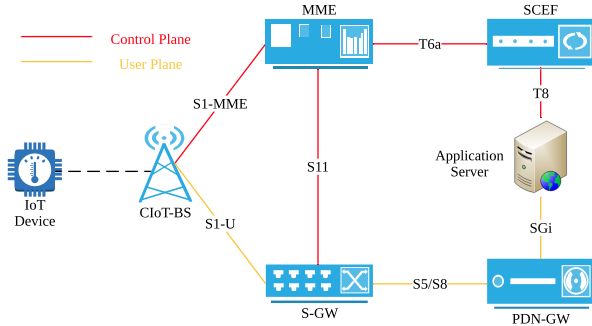 MME
SCEF
Control Plane
User Plane
T6a
S1-MME
T8
Application
Server
S11
IoT
Device
CIoT-BS
S1-U
SGi
S5/S8
S-GW
PDN-GW